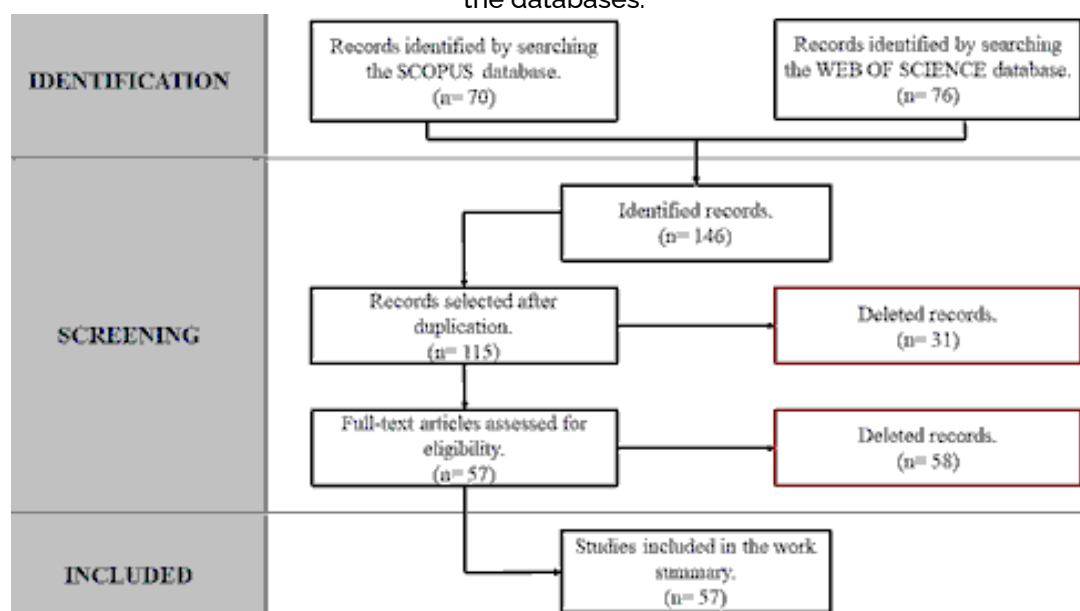 the databases.
IDENTIFICATION
Records identified by searching
the SCOPUS database.
(n= 70)
Records identified by searching
the WEB OF SCIENCE database.
(n= 76)
Identified records.
(n= 146)
SCREENING
Records selected after
duplication.
(n= 115)
Deleted records.
(n= 31)
Full-text articles assessed for
eligibility.
(n= 57)
Deleted records.
(n= 58)
INCLUDED
Studies included in the work
summary.
(n= 57)